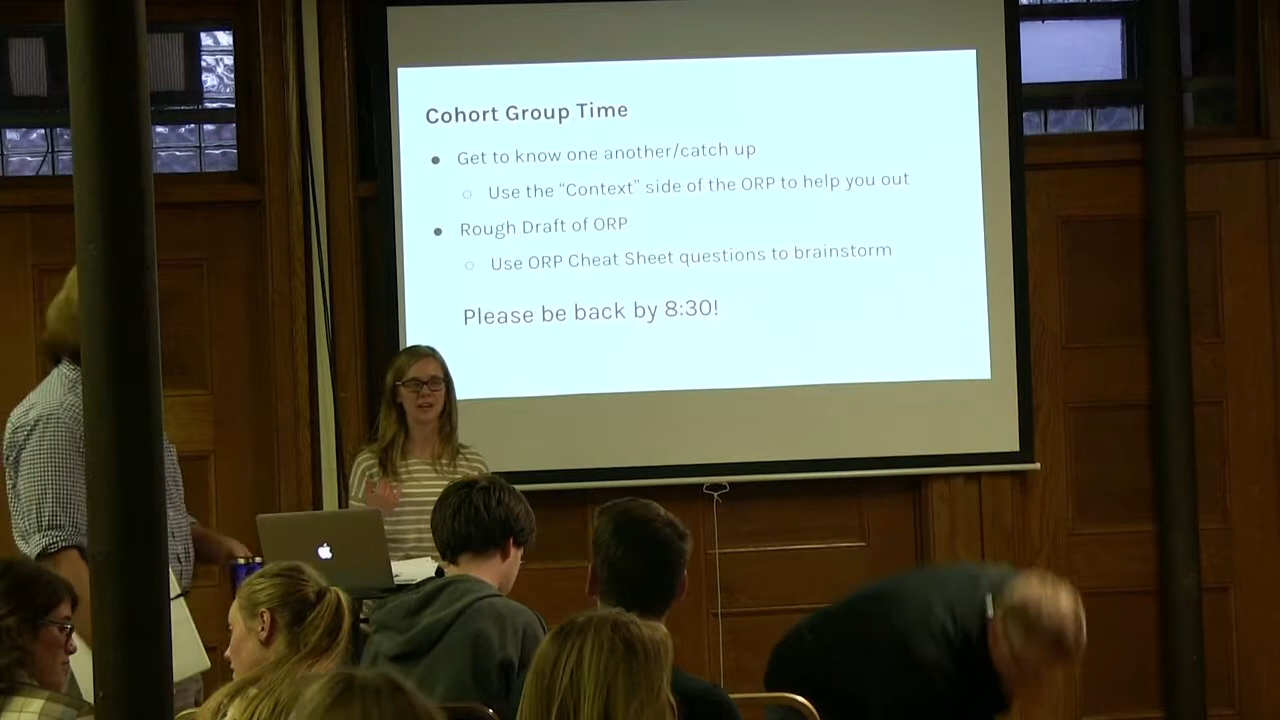 Cohort Group Time
● Get to know one another/catch up
○ Use the “Context” side of the ORP to help you out
● Rough Draft of ORP
○ Use ORP Cheat Sheet questions to brainstorm
Please be back by 8:30!